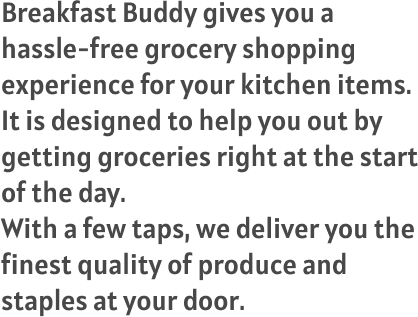 Breakfast Buddy gives you a
hassle-free grocery shopping
experience for your kitchen items.
It is designed to help you out by
getting groceries right at the start
of the day.
With a few taps, we deliver you the
finest quality of produce and
staples at your door.